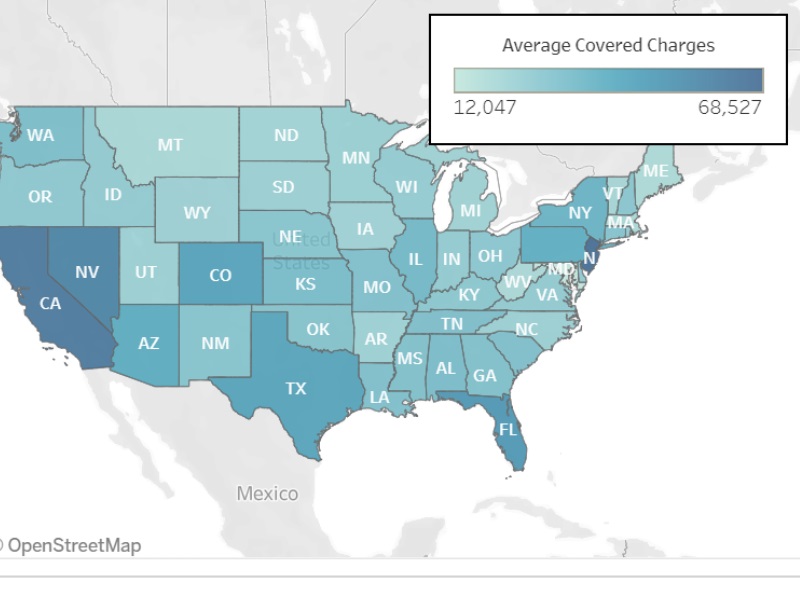 Average Covered Charges
12,047 68,527
WA
MT
ND
MN
ME
VT
OR
ID
SD
WI
WY
MI
NY
MA
NE
IA
United
States
NV
UT
CO
KS
IL
IN
OH
MD
NJ
CA
MO
KY
WV
VA
AZ
NM
OK
AR
TN
NC
MS
AL
GA
TX
LA
FL
Mexico
© OpenStreetMap